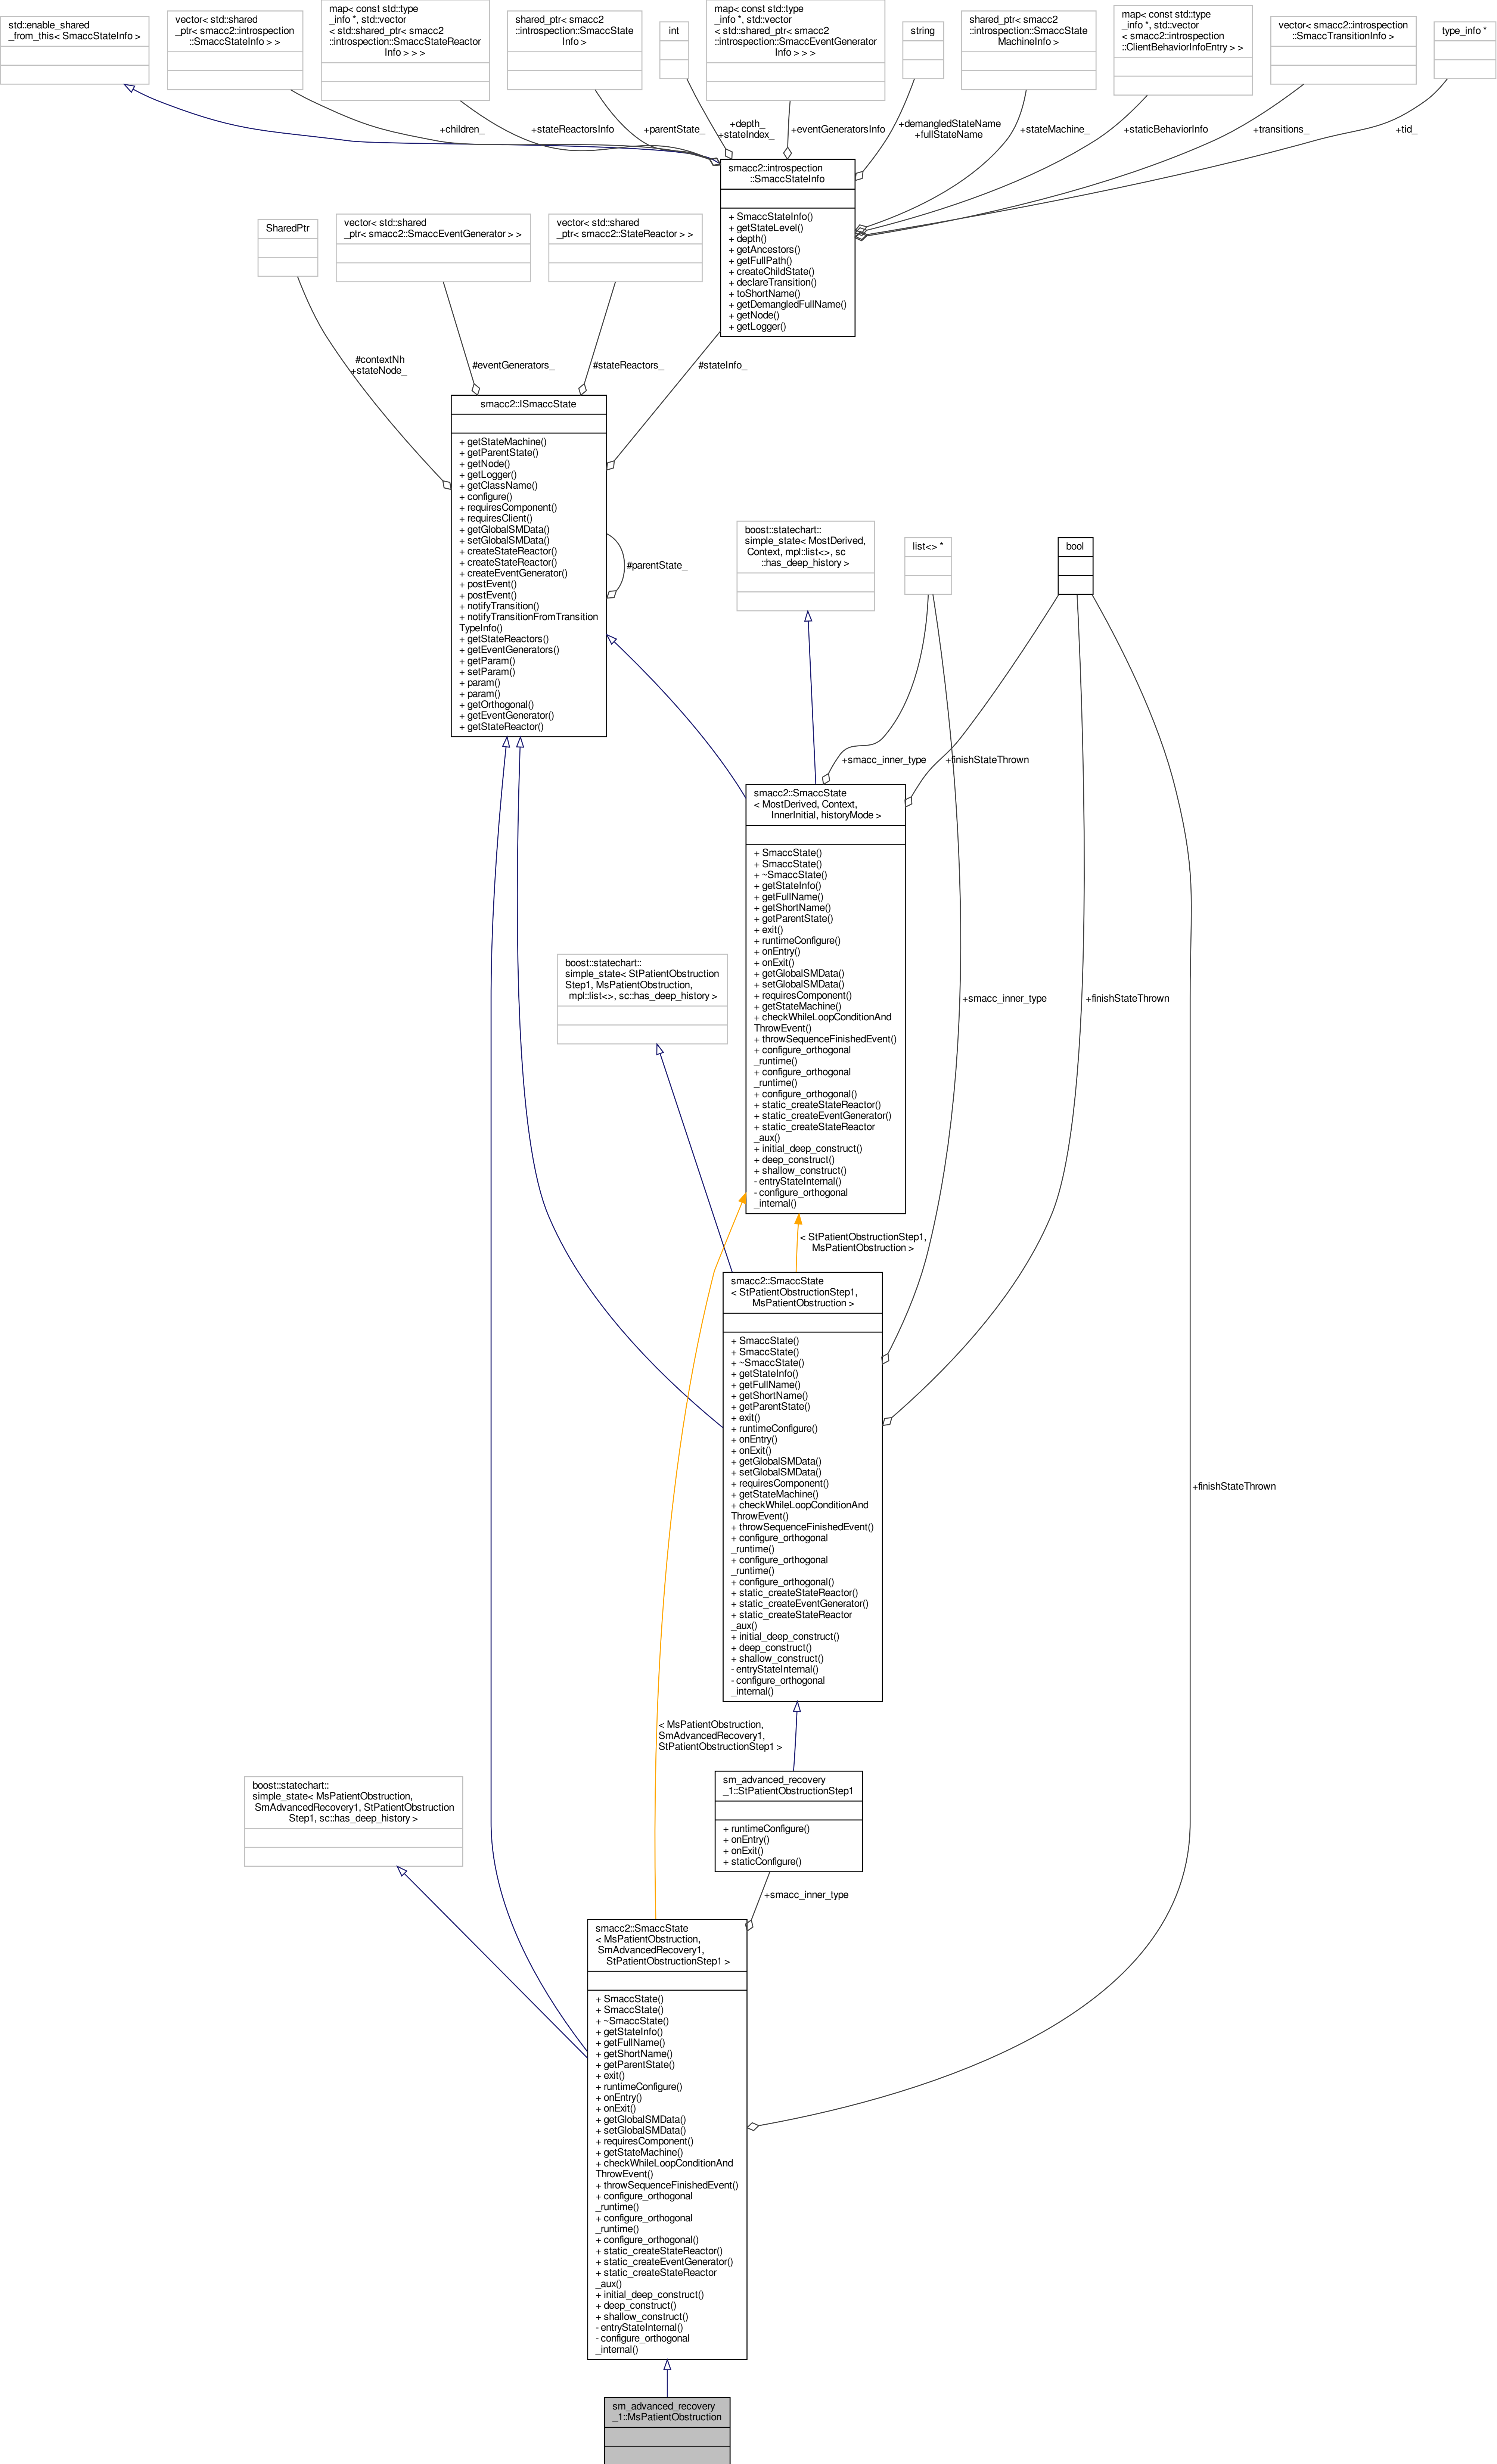 std::enable_shared
_from_this< SmaccStateInfo >
vector< std::shared
_ptr< smacc2::introspection
::SmaccStateInfo > >
map< const std::type
_info *, std::vector
< std::shared_ptr< smacc2
::introspection::SmaccStateReactor
Info > > >
shared_ptr< smacc2
::introspection::SmaccState
Info >
int
map< const std::type
_info *, std::vector
< std::shared_ptr< smacc2
::introspection::SmaccEventGenerator
Info > > >
string
shared_ptr< smacc2
::introspection::SmaccState
MachineInfo >
map< const std::type
_info *, std::vector
< smacc2::introspection
::ClientBehaviorInfoEntry > >
vector< smacc2::introspection
::SmaccTransitionInfo >
type_info *
+children_
+stateReactorsInfo
+parentState_
+depth_
+stateIndex_
+eventGeneratorsInfo
+demangledStateName
+fullStateName
+stateMachine_
+staticBehaviorInfo
+transitions_
+tid_
smacc2::introspection
::SmaccStateInfo
+ SmaccStateInfo()
+ getStateLevel()
+ depth()
+ getAncestors()
+ getFullPath()
+ createChildState()
+ declareTransition()
+ toShortName()
+ getDemangledFullName()
+ getNode()
+ getLogger()
SharedPtr
vector< std::shared
_ptr< smacc2::SmaccEventGenerator > >
vector< std::shared
_ptr< smacc2::StateReactor > >
#contextNh
+stateNode_
#eventGenerators_
#stateReactors_
#stateInfo_
smacc2::ISmaccState
+ getStateMachine()
+ getParentState()
+ getNode()
+ getLogger()
+ getClassName()
+ configure()
+ requiresComponent()
+ requiresClient()
+ getGlobalSMData()
+ setGlobalSMData()
+ createStateReactor()
+ createStateReactor()
+ createEventGenerator()
+ postEvent()
+ postEvent()
+ notifyTransition()
+ notifyTransitionFromTransition
TypeInfo()
+ getStateReactors()
+ getEventGenerators()
+ getParam()
+ setParam()
+ param()
+ param()
+ getOrthogonal()
+ getEventGenerator()
+ getStateReactor()
#parentState_
boost::statechart::
simple_state< MostDerived,
Context, mpl::list<>, sc
::has_deep_history >
list<> *
bool
+smacc_inner_type
+finishStateThrown
smacc2::SmaccState
< MostDerived, Context,
InnerInitial, historyMode >
+ SmaccState()
+ SmaccState()
+ ~SmaccState()
+ getStateInfo()
+ getFullName()
+ getShortName()
+ getParentState()
+ exit()
+ runtimeConfigure()
+ onEntry()
+ onExit()
+ getGlobalSMData()
+ setGlobalSMData()
+ requiresComponent()
+ getStateMachine()
+ checkWhileLoopConditionAnd
ThrowEvent()
+ throwSequenceFinishedEvent()
+ configure_orthogonal
_runtime()
+ configure_orthogonal
_runtime()
+ configure_orthogonal()
+ static_createStateReactor()
+ static_createEventGenerator()
+ static_createStateReactor
_aux()
+ initial_deep_construct()
+ deep_construct()
+ shallow_construct()
- entryStateInternal()
- configure_orthogonal
_internal()
boost::statechart::
simple_state< StPatientObstruction
Step1, MsPatientObstruction,
mpl::list<>, sc::has_deep_history >
+smacc_inner_type
+finishStateThrown
< StPatientObstructionStep1,
MsPatientObstruction >
smacc2::SmaccState
< StPatientObstructionStep1,
MsPatientObstruction >
+ SmaccState()
+ SmaccState()
+ ~SmaccState()
+ getStateInfo()
+ getFullName()
+ getShortName()
+ getParentState()
+ exit()
+ runtimeConfigure()
+ onEntry()
+ onExit()
+ getGlobalSMData()
+ setGlobalSMData()
+ requiresComponent()
+ getStateMachine()
+ checkWhileLoopConditionAnd
ThrowEvent()
+ throwSequenceFinishedEvent()
+ configure_orthogonal
_runtime()
+ configure_orthogonal
_runtime()
+ configure_orthogonal()
+ static_createStateReactor()
+ static_createEventGenerator()
+ static_createStateReactor
_aux()
+ initial_deep_construct()
+ deep_construct()
+ shallow_construct()
- entryStateInternal()
- configure_orthogonal
_internal()
+finishStateThrown
< MsPatientObstruction,
SmAdvancedRecovery1,
StPatientObstructionStep1 >
sm_advanced_recovery
_1::StPatientObstructionStep1
+ runtimeConfigure()
+ onEntry()
+ onExit()
+ staticConfigure()
boost::statechart::
simple_state< MsPatientObstruction,
SmAdvancedRecovery1, StPatientObstruction
Step1, sc::has_deep_history >
+smacc_inner_type
smacc2::SmaccState
< MsPatientObstruction,
SmAdvancedRecovery1,
StPatientObstructionStep1 >
+ SmaccState()
+ SmaccState()
+ ~SmaccState()
+ getStateInfo()
+ getFullName()
+ getShortName()
+ getParentState()
+ exit()
+ runtimeConfigure()
+ onEntry()
+ onExit()
+ getGlobalSMData()
+ setGlobalSMData()
+ requiresComponent()
+ getStateMachine()
+ checkWhileLoopConditionAnd
ThrowEvent()
+ throwSequenceFinishedEvent()
+ configure_orthogonal
_runtime()
+ configure_orthogonal
_runtime()
+ configure_orthogonal()
+ static_createStateReactor()
+ static_createEventGenerator()
+ static_createStateReactor
_aux()
+ initial_deep_construct()
+ deep_construct()
+ shallow_construct()
- entryStateInternal()
- configure_orthogonal
_internal()
sm_advanced_recovery
_1::MsPatientObstruction